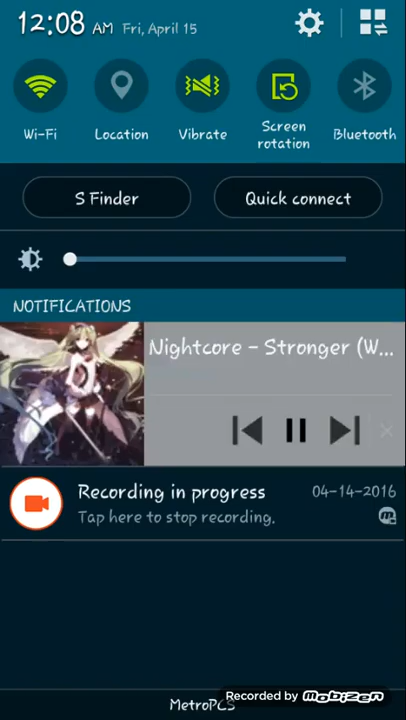 12:08 AM Fri, April 15
Wi-Fi Location Vibrate Screen rotation Bluetooth
S Finder Quick connect
NOTIFICATIONS
Nightcore - Stronger (W...
Recording in progress 04-14-2016
Tap here to stop recording.
Recorded by mobizen
MetroPCS